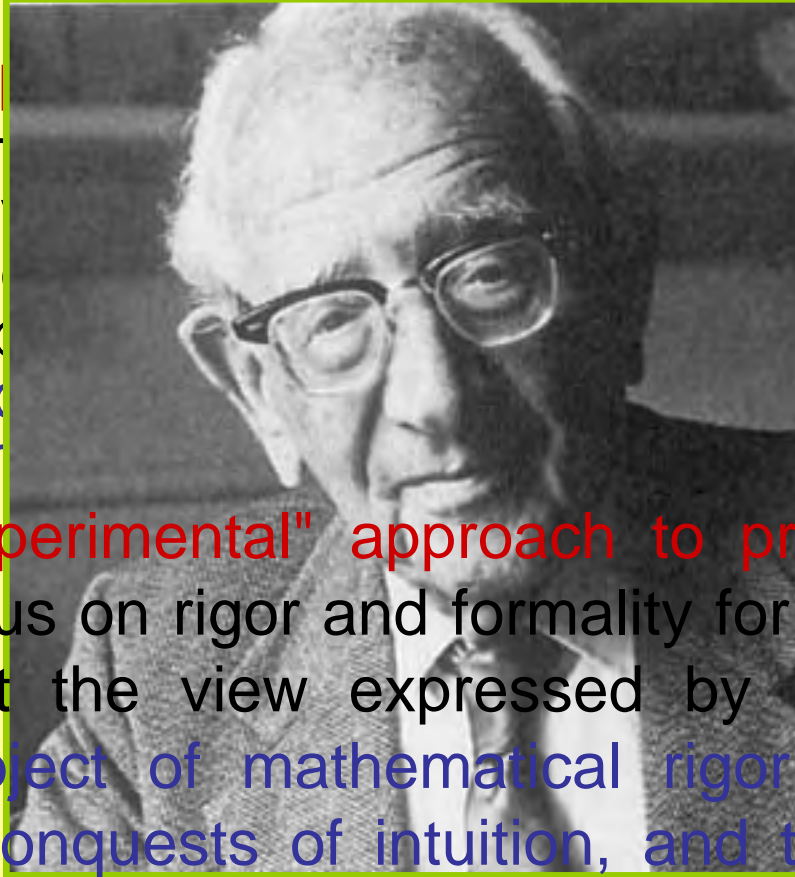 perimental" approach to pr
us on rigor and formality for
t the view expressed by
ject of mathematical rigor
onquests of intuition, and t